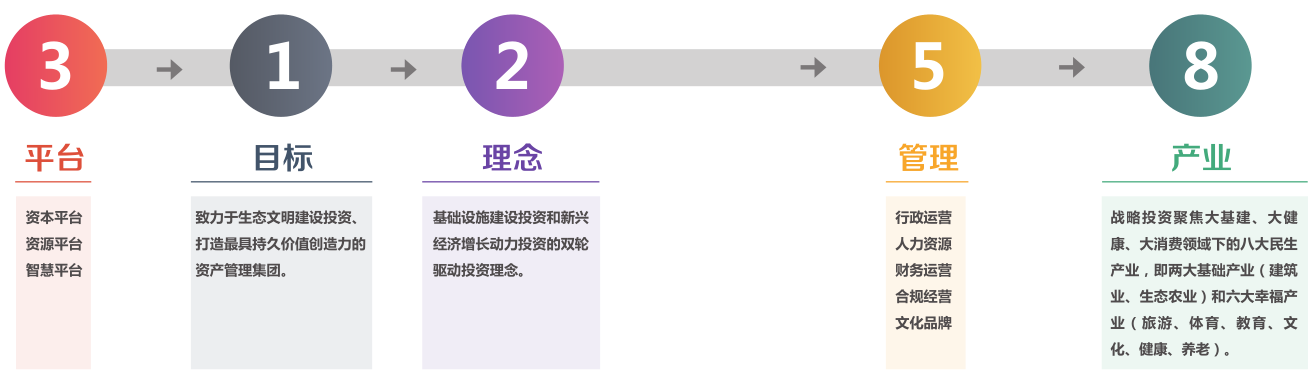 3
1
2
5
8
平台
目标
理念
管理
产业
资本平台
资源平台
智慧平台
致力于生态文明建设投资、
打造最具持久价值创造力的
资产管理集团。
基础设施建设投资和新兴
经济增长动力投资的双轮
驱动投资理念。
行政运营
人力资源
财务运营
合规经营
文化品牌
战略投资聚焦大基建、大健
康、大消费领域下的八大民生
产业，即两大基础产业（建筑
业、生态农业）和六大幸福产
业（旅游、体育、教育、文
化、健康、养老）。